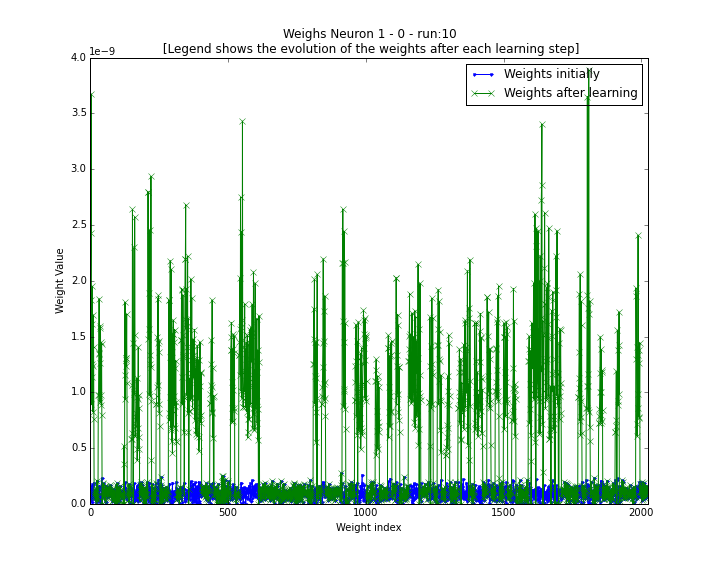 Weighs Neuron 1 - 0 - run:10
[Legend shows the evolution of the weights after each learning step]
1e−9
Weights initially
Weights after learning
4.0
3.5
3.0
2.5
2.0
1.5
1.0
0.5
0.0
Weight Value
0 500 1000 1500 2000
Weight index